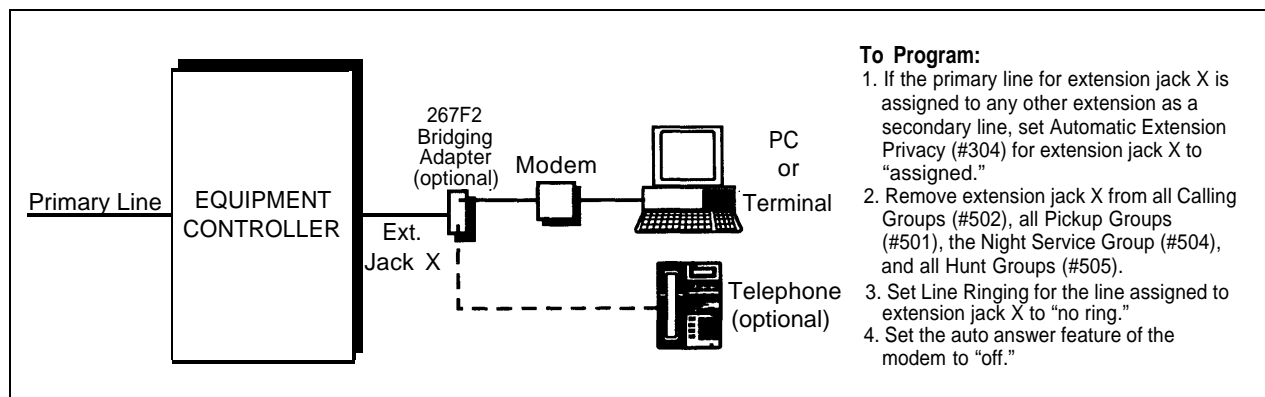 Primary Line
EQUIPMENT
CONTROLLER
Ext.
Jack X
267F2
Bridging
Adapter
(optional)
Modem
PC
or
Terminal
Telephone
(optional)
To Program:
1. If the primary line for extension jack X is
assigned to any other extension as a
secondary line, set Automatic Extension
Privacy (#304) for extension jack X to
“assigned.”
2. Remove extension jack X from all Calling
Groups (#502), all Pickup Groups
(#501), the Night Service Group (#504),
and all Hunt Groups (#505).
3. Set Line Ringing for the line assigned to
extension jack X to “no ring.”
4. Set the auto answer feature of the
modem to “off.”